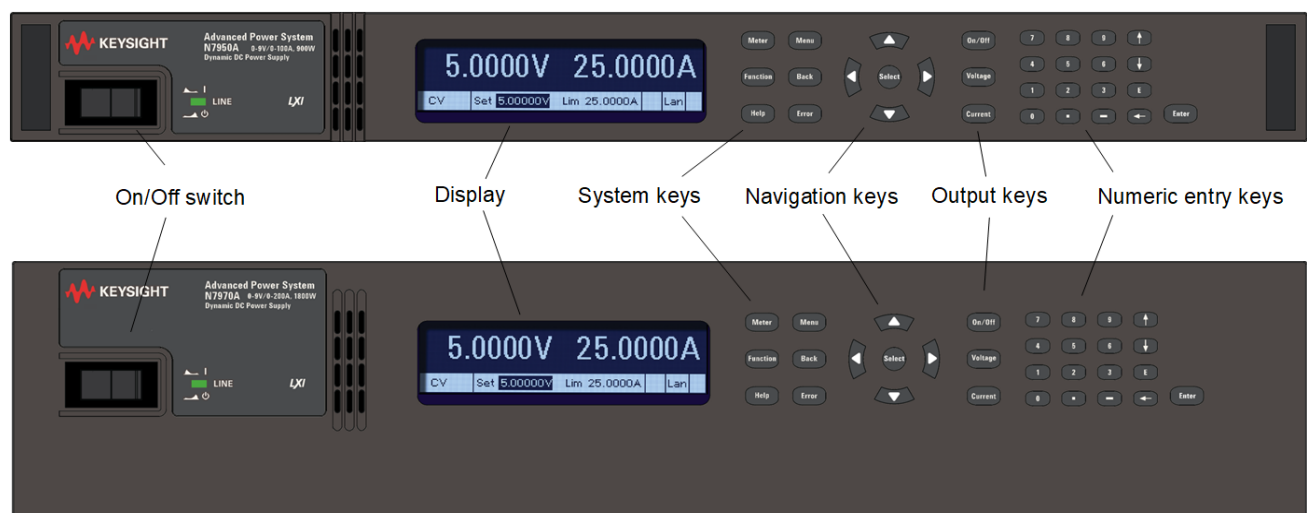 KEYSIGHT
Advanced Power System
N7950A 0-9V/0-100A, 900W
Dynamic DC Power Supply
LINE
LXI
5.0000V 25.0000A
CV Set 5.00000V Lim 25.0000A Lan
Meter Menu
Function Back
Help Error
Select
On/Off
Voltage
Current
7 8 9 ↑
4 5 6 ↓
1 2 3 E
0 . — ← Enter
On/Off switch
Display
System keys
Navigation keys
Output keys
Numeric entry keys
KEYSIGHT
Advanced Power System
N7970A 0-9V/0-200A, 1800W
Dynamic DC Power Supply
LINE
LXI
5.0000V 25.0000A
CV Set 5.00000V Lim 25.0000A Lan
Meter Menu
Function Back
Help Error
Select
On/Off
Voltage
Current
7 8 9 ↑
4 5 6 ↓
1 2 3 E
0 . — ← Enter